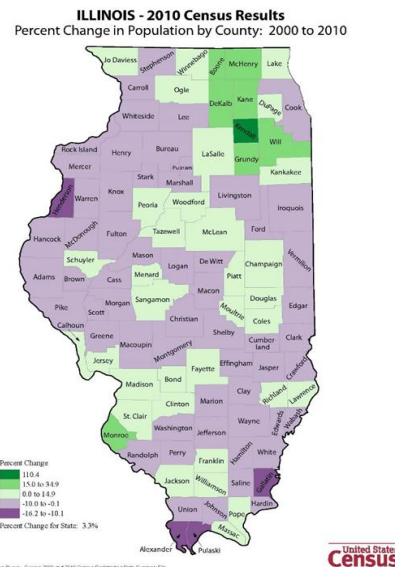 ILLINOIS - 2010 Census Results
Percent Change in Population by County: 2000 to 2010
Jo Daviess
Stephenson
Winnebago
Boone
McHenry
Lake
Carroll
Ogle
DeKalb
Kane
DuPage
Cook
Whiteside
Lee
Kendall
Will
Rock Island
Henry
Bureau
LaSalle
Grundy
Mercer
Putnam
Kankakee
Stark
Marshall
Henderson
Warren
Knox
Peoria
Woodford
Livingston
Iroquois
Hancock
McDonough
Fulton
Tazewell
McLean
Ford
Vermilion
Schuyler
Mason
Logan
De Witt
Champaign
Adams
Brown
Cass
Menard
Piatt
Macon
Pike
Scott
Morgan
Sangamon
Douglas
Edgar
Christian
Moultrie
Coles
Calhoun
Greene
Macoupin
Montgomery
Shelby
Cumber-
land
Clark
Jersey
Fayette
Effingham
Jasper
Crawford
Madison
Bond
Clay
Richland
Lawrence
Clinton
Marion
St. Clair
Washington
Jefferson
Wayne
Edwards
Wabash
Monroe
Randolph
Perry
Hamilton
White
Franklin
Jackson
Williamson
Saline
Gallatin
Union
Johnson
Pope
Hardin
Massac
Alexander
Pulaski
Percent Change
110.4
15.0 to 34.9
0.0 to 14.9
-10.0 to -0.1
-16.2 to -10.1
Percent Change for State: 3.3%
United States
Census